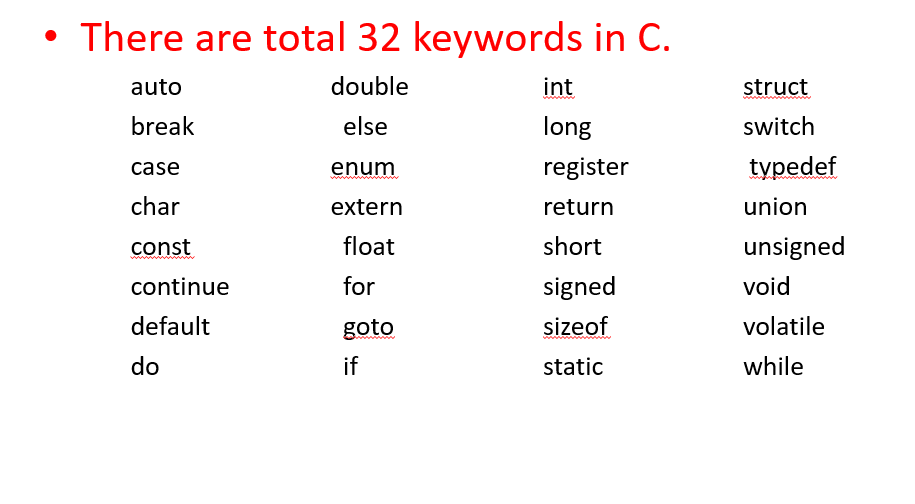 • There are total 32 keywords in C.
auto double int struct
break else long switch
case enum register typedef
char extern return union
const float short unsigned
continue for signed void
default goto sizeof volatile
do if static while